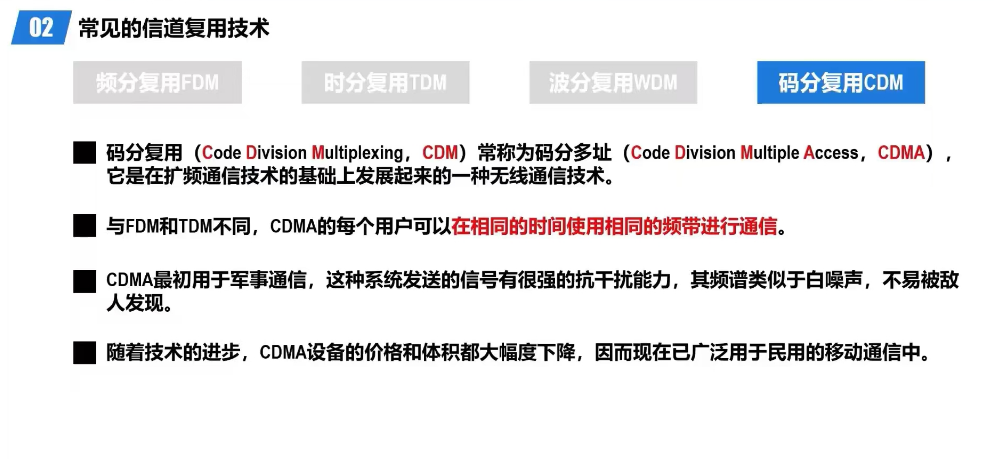 02 常见的信道复用技术
频分复用FDM 时分复用TDM 波分复用WDM 码分复用CDM
码分复用（Code Division Multiplexing，CDM）常称为码分多址（Code Division Multiple Access，CDMA），
它是在扩频通信技术的基础上发展起来的一种无线通信技术。
与FDM和TDM不同，CDMA的每个用户可以在相同的时间使用相同的频带进行通信。
CDMA最初用于军事通信，这种系统发送的信号有很强的抗干扰能力，其频谱类似于白噪声，不易被敌
人发现。
随着技术的进步，CDMA设备的价格和体积都大幅度下降，因而现在已广泛用于民用的移动通信中。